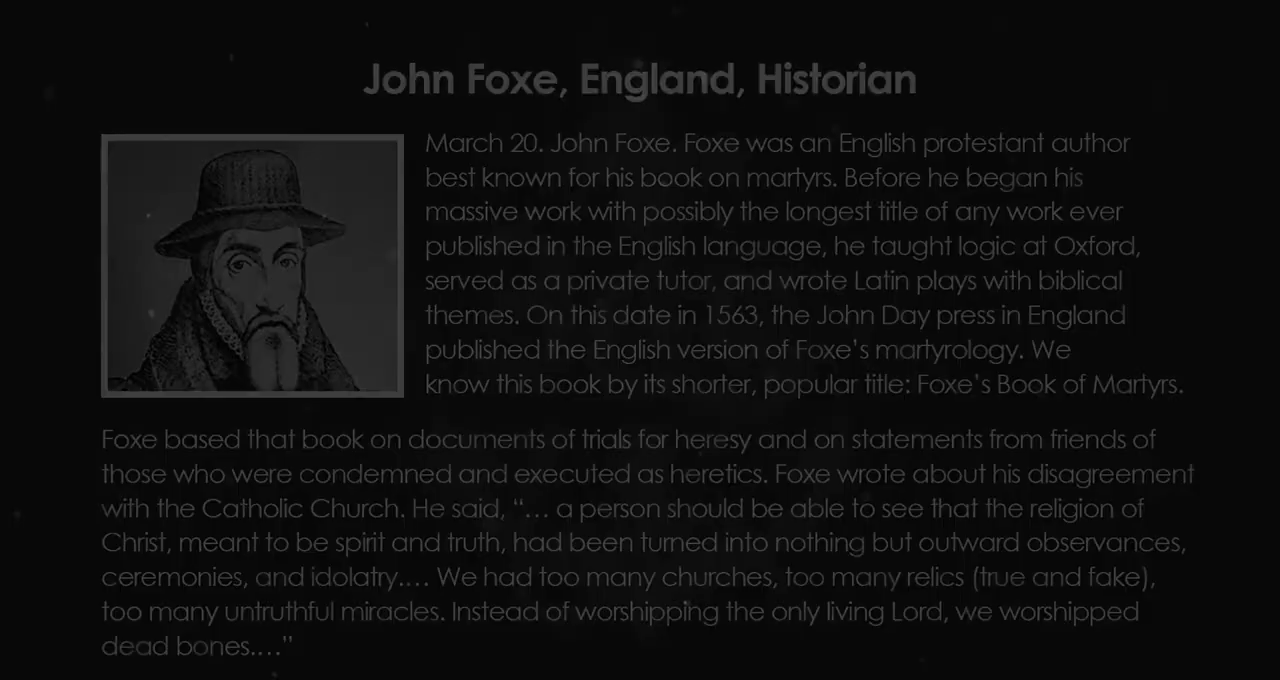 John Foxe, England, Historian
March 20. John Foxe. Foxe was an English protestant author
best known for his book on martyrs. Before he began his
massive work with possibly the longest title of any work ever
published in the English language, he taught logic at Oxford,
served as a private tutor, and wrote Latin plays with biblical
themes. On this date in 1563, the John Day press in England
published the English version of Foxe’s martyrology. We
know this book by its shorter, popular title: Foxe’s Book of Martyrs.
Foxe based that book on documents of trials for heresy and on statements from friends of
those who were condemned and executed as heretics. Foxe wrote about his disagreement
with the Catholic Church. He said, “… a person should be able to see that the religion of
Christ, meant to be spirit and truth, had been turned into nothing but outward observances,
ceremonies, and idolatry.… We had too many churches, too many relics (true and fake),
too many untruthful miracles. Instead of worshipping the only living Lord, we worshipped
dead bones.…”